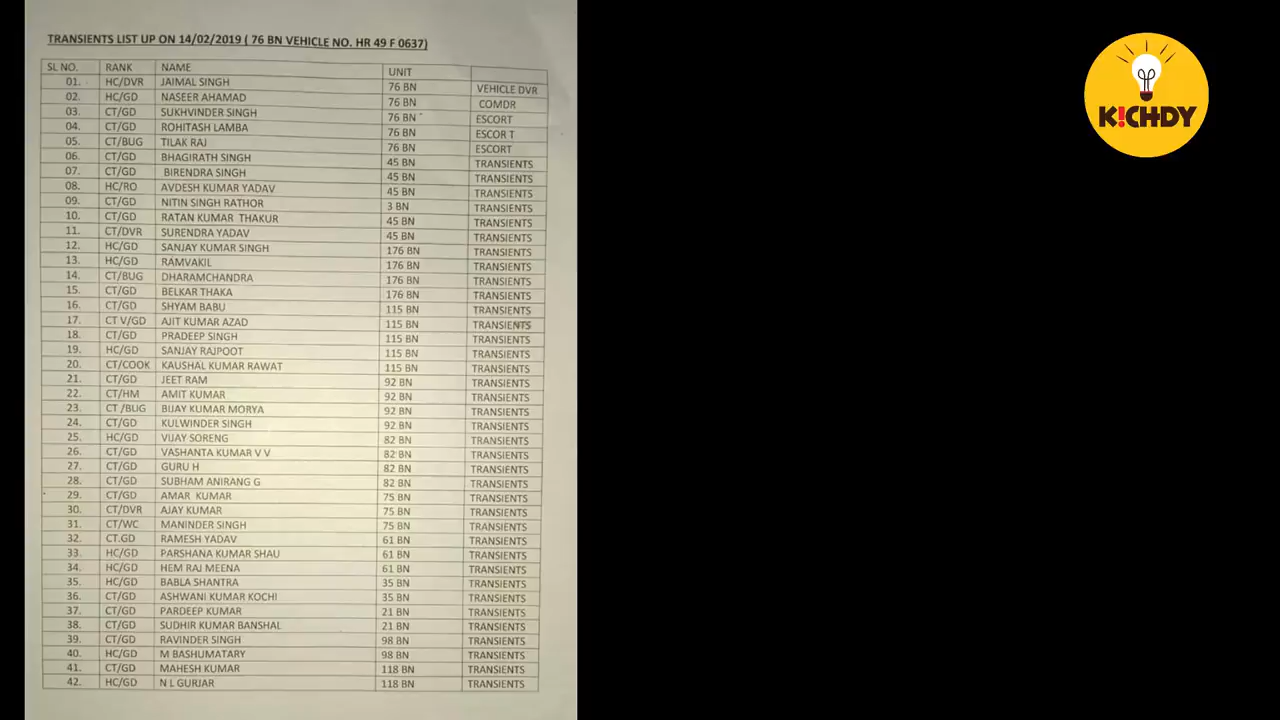 TRANSIENTS LIST UP ON 14/02/2019 ( 76 BN VEHICLE NO. HR 49 F 0637)
SL NO. RANK NAME UNIT
01. HC/DVR JAIMAL SINGH 76 BN VEHICLE DVR
02. HC/GD NASEER AHAMAD 76 BN COMDR
03. CT/GD SUKHVINDER SINGH 76 BN ESCORT
04. CT/GD ROHITASH LAMBA 76 BN ESCOR T
05. CT/BUG TILAK RAJ 76 BN ESCORT
06. CT/GD BHAGIRATH SINGH 45 BN TRANSIENTS
07. CT/GD BIRENDRA SINGH 45 BN TRANSIENTS
08. HC/RO AVDESH KUMAR YADAV 45 BN TRANSIENTS
09. CT/GD NITIN SINGH RATHOR 3 BN TRANSIENTS
10. CT/GD RATAN KUMAR THAKUR 45 BN TRANSIENTS
11. CT/DVR SURENDRA YADAV 45 BN TRANSIENTS
12. HC/GD SANJAY KUMAR SINGH 176 BN TRANSIENTS
13. HC/GD RAMVAKIL 176 BN TRANSIENTS
14. CT/BUG DHARAMCHANDRA 176 BN TRANSIENTS
15. CT/GD BELKAR THAKA 176 BN TRANSIENTS
16. CT/GD SHYAM BABU 115 BN TRANSIENTS
17. CT V/GD AJIT KUMAR AZAD 115 BN TRANSIENTS
18. CT/GD PRADEEP SINGH 115 BN TRANSIENTS
19. HC/GD SANJAY RAJPOOT 115 BN TRANSIENTS
20. CT/COOK KAUSHAL KUMAR RAWAT 115 BN TRANSIENTS
21. CT/GD JEET RAM 92 BN TRANSIENTS
22. CT/HM AMIT KUMAR 92 BN TRANSIENTS
23. CT /BUG BIJAY KUMAR MORYA 92 BN TRANSIENTS
24. CT/GD KULWINDER SINGH 92 BN TRANSIENTS
25. HC/GD VIJAY SORENG 82 BN TRANSIENTS
26. CT/GD VASHANTA KUMAR V V 82 BN TRANSIENTS
27. CT/GD GURU H 82 BN TRANSIENTS
28. CT/GD SUBHAM ANIRANG G 82 BN TRANSIENTS
29. CT/GD AMAR KUMAR 75 BN TRANSIENTS
30. CT/DVR AJAY KUMAR 75 BN TRANSIENTS
31. CT/WC MANINDER SINGH 75 BN TRANSIENTS
32. CT.GD RAMESH YADAV 61 BN TRANSIENTS
33. HC/GD PARSHANA KUMAR SHAU 61 BN TRANSIENTS
34. HC/GD HEM RAJ MEENA 61 BN TRANSIENTS
35. HC/GD BABLA SHANTRA 35 BN TRANSIENTS
36. CT/GD ASHWANI KUMAR KOCHI 35 BN TRANSIENTS
37. CT/GD PARDEEP KUMAR 21 BN TRANSIENTS
38. CT/GD SUDHIR KUMAR BANSHAL 21 BN TRANSIENTS
39. CT/GD RAVINDER SINGH 98 BN TRANSIENTS
40. HC/GD M BASHUMATARY 98 BN TRANSIENTS
41. CT/GD MAHESH KUMAR 118 BN TRANSIENTS
42. HC/GD N L GURJAR 118 BN TRANSIENTS
K!CHDY